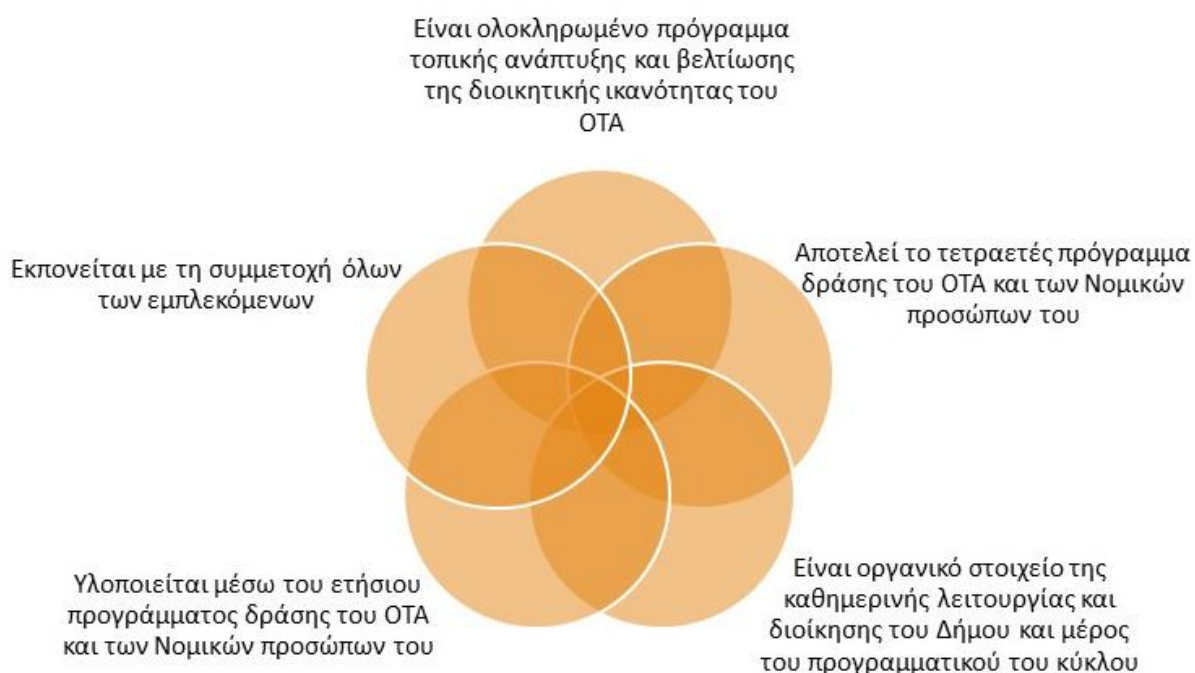 Είναι ολοκληρωμένο πρόγραμμα
τοπικής ανάπτυξης και βελτίωσης
της διοικητικής ικανότητας του
ΟΤΑ
Αποτελεί το τετραετές πρόγραμμα
δράσης του ΟΤΑ και των Νομικών
προσώπων του
Είναι οργανικό στοιχείο της
καθημερινής λειτουργίας και
διοίκησης του Δήμου και μέρος
του προγραμματικού του κύκλου
Υλοποιείται μέσω του ετήσιου
προγράμματος δράσης του ΟΤΑ
και των Νομικών προσώπων του
Εκπονείται με τη συμμετοχή όλων
των εμπλεκόμενων